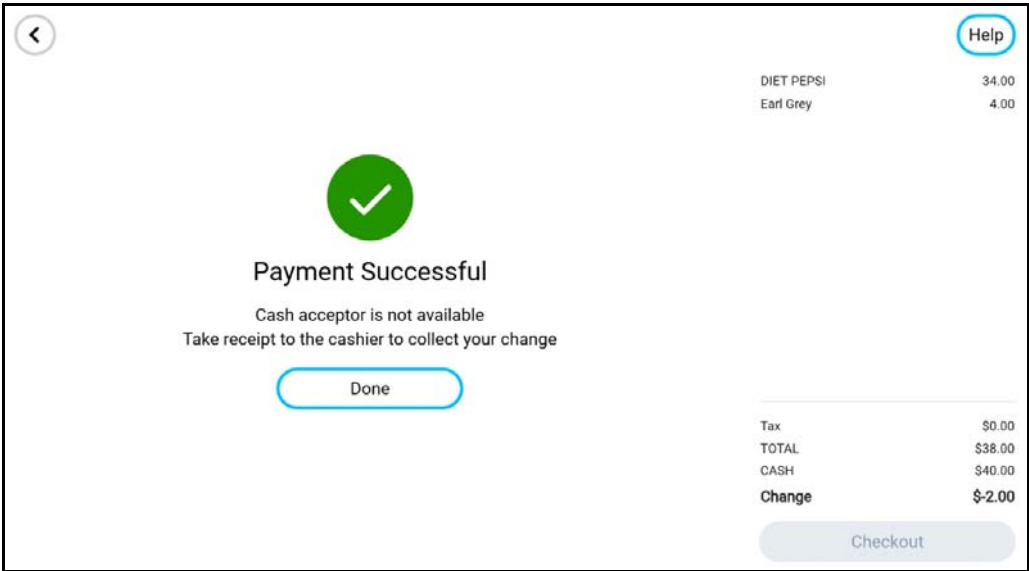 Help
DIET PEPSI 34.00
Earl Grey 4.00
Payment Successful
Cash acceptor is not available
Take receipt to the cashier to collect your change
Done
Tax $0.00
TOTAL $38.00
CASH $40.00
Change $-2.00
Checkout